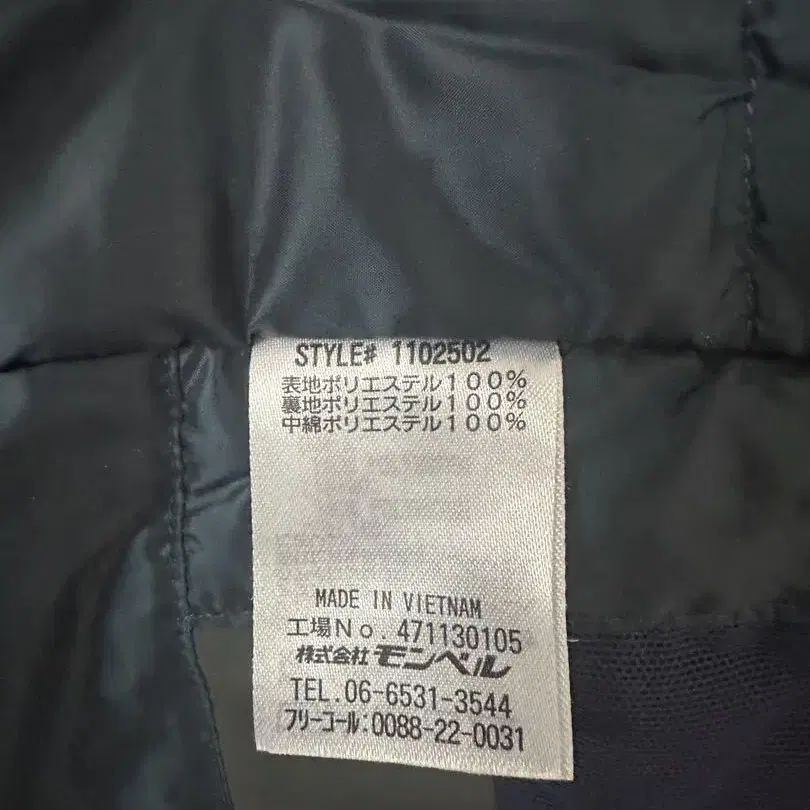 STYLE# 1102502
表地ポリエステル１００％
裏地ポリエステル１００％
中綿ポリエステル１００％
MADE IN VIETNAM
工場Ｎｏ. 471130105
株式会社 モンベル
TEL.06-6531-3544
フリーコール:0088-22-0031